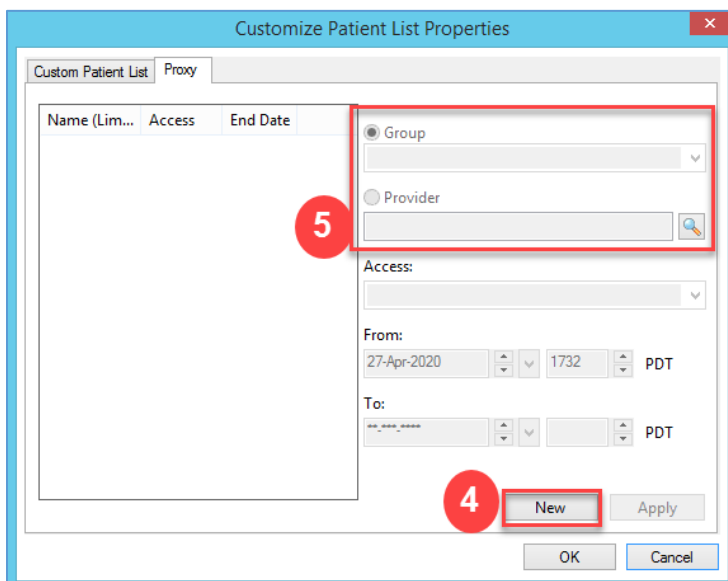 Customize Patient List Properties
Custom Patient List Proxy
Name (Lim... Access End Date
Group
Provider
5
Access:
From:
27-Apr-2020 1732 PDT
To:
**-***-**** PDT
4
New Apply
OK Cancel